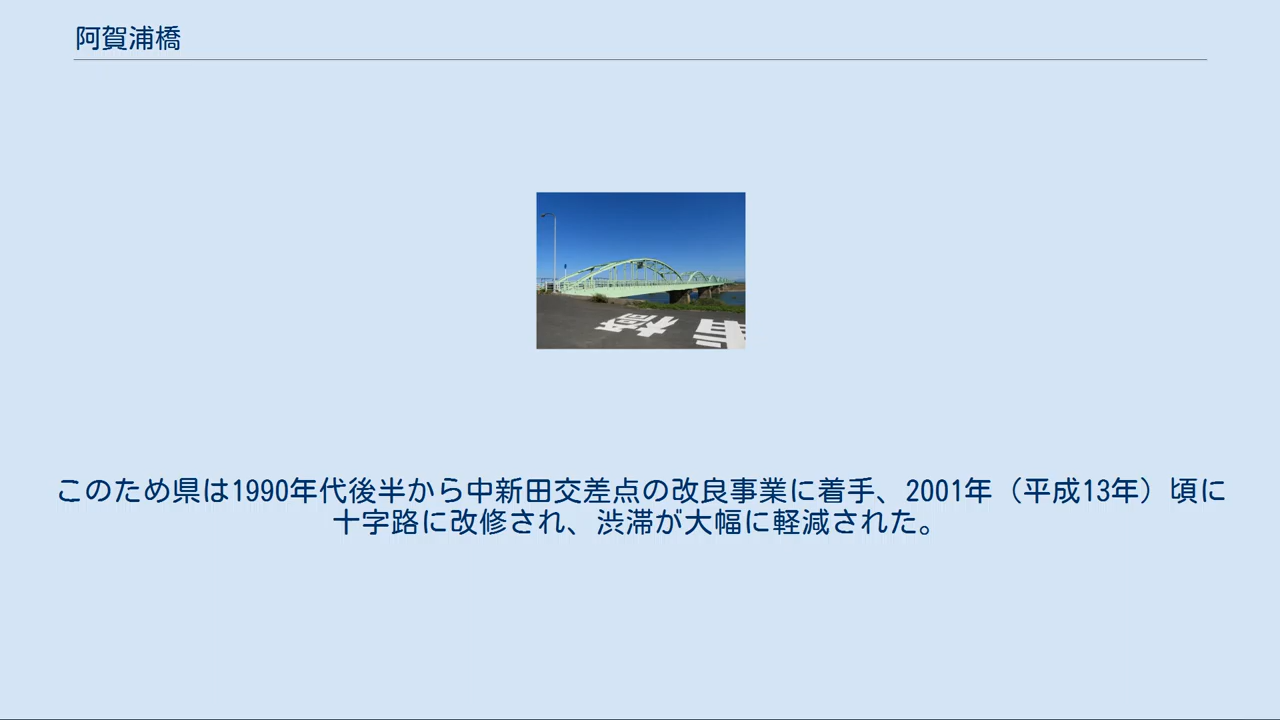 阿賀浦橋
このため県は1990年代後半から中新田交差点の改良事業に着手、2001年（平成13年）頃に
十字路に改修され、渋滞が大幅に軽減された。